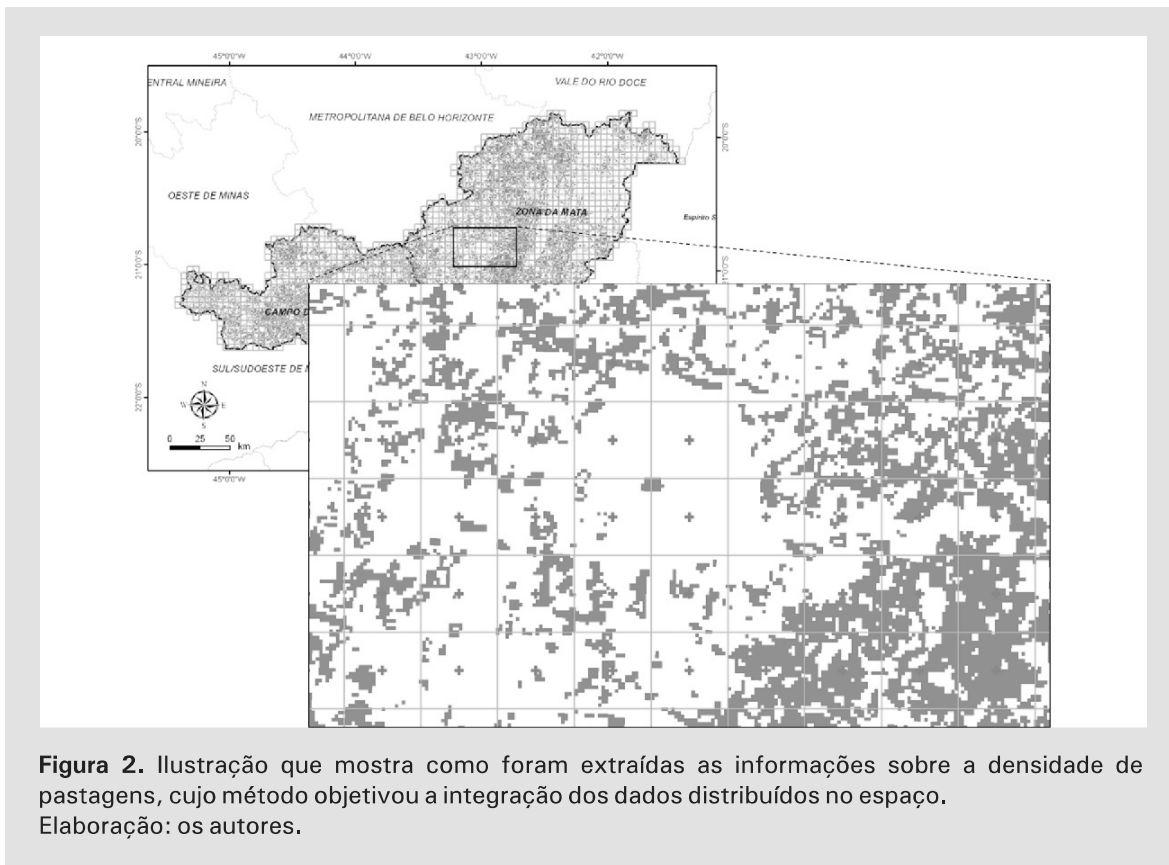 45°0'0"W 44°0'0"W 43°0'0"W 42°0'0"W
ENTRAL MINEIRA
VALE DO RIO DOCE
METROPOLITANA DE BELO HORIZONTE
20°0'0"S
20°0'0"S
OESTE DE MINAS
ZONA DA MATA
Espírito S
21°0'0"S
1°0'0"S
CAMPO D
SUL/SUDOESTE DE
22°0'0"S
N
W E
S
0 25 50
km
45°0'0"W
Figura 2. Ilustração que mostra como foram extraídas as informações sobre a densidade de
pastagens, cujo método objetivou a integração dos dados distribuídos no espaço.
Elaboração: os autores.